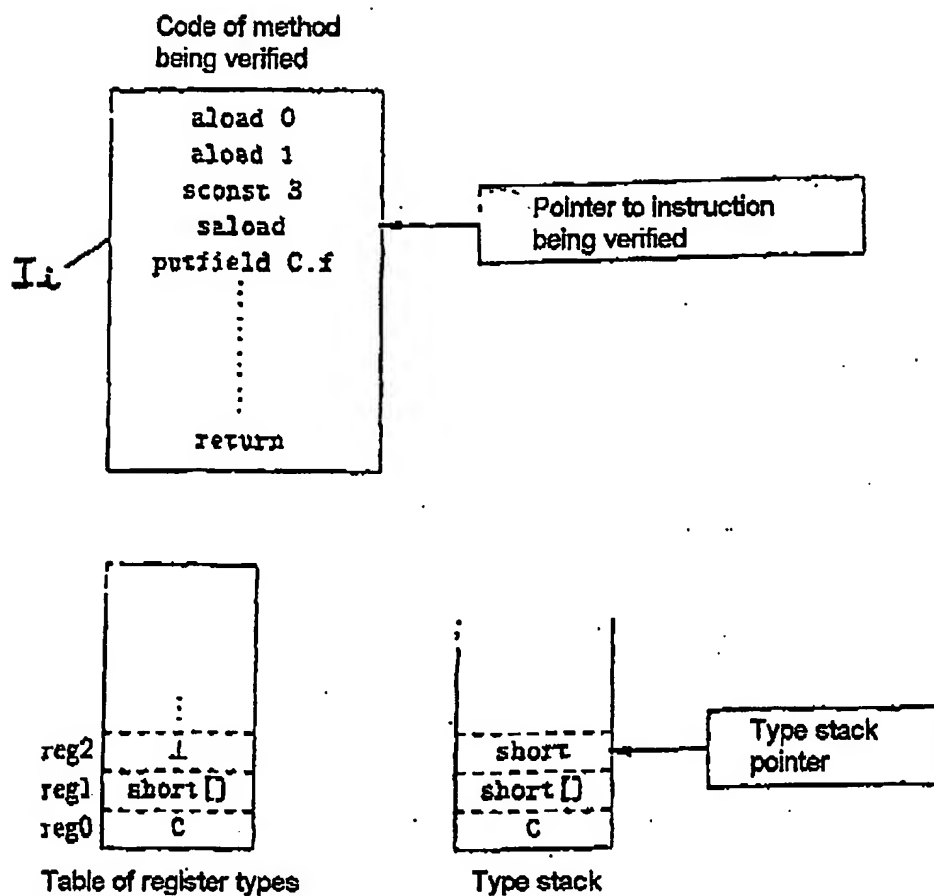 Code of method
being verified
aload 0
aload 1
sconst 3
saload
putfield C.f
return
Ii
Pointer to instruction
being verified
reg2
⊥
reg1
short[]
reg0
C
Table of register types
short
short[]
C
Type stack
Type stack
pointer